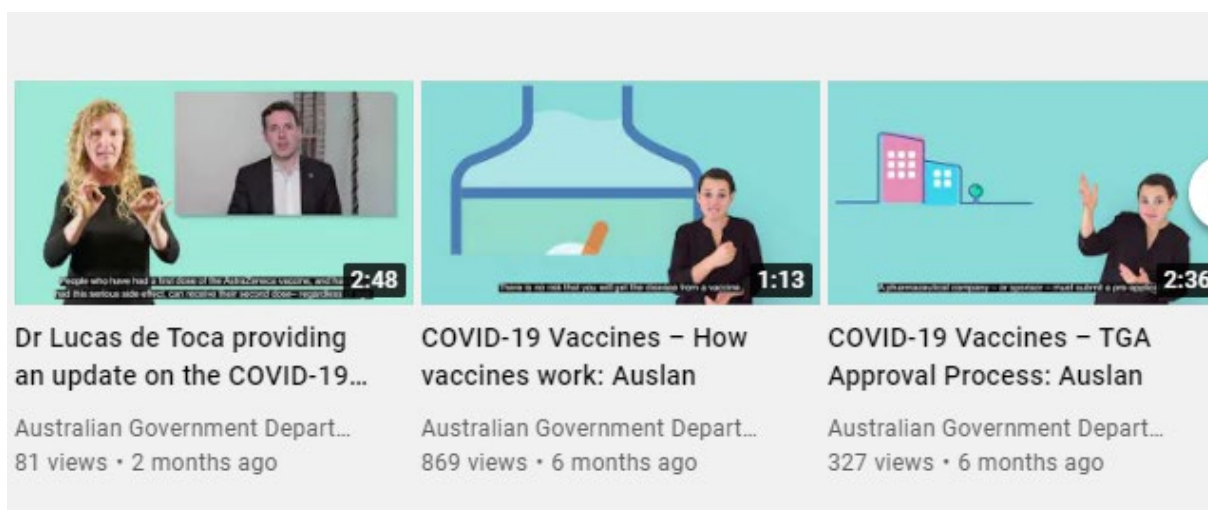 People who have had a first dose of the AstraZeneca vaccine, and
had this serious side effect, can receive their second dose– regardless
2:48
There is no risk that you will get the disease from a vaccine.
1:13
A pharmaceutical company – or sponsor – must submit a pre
2:36
Dr Lucas de Toca providing
an update on the COVID-19…
Australian Government Depart…
81 views • 2 months ago
COVID-19 Vaccines – How
vaccines work: Auslan
Australian Government Depart…
869 views • 6 months ago
COVID-19 Vaccines – TGA
Approval Process: Auslan
Australian Government Depart…
327 views • 6 months ago